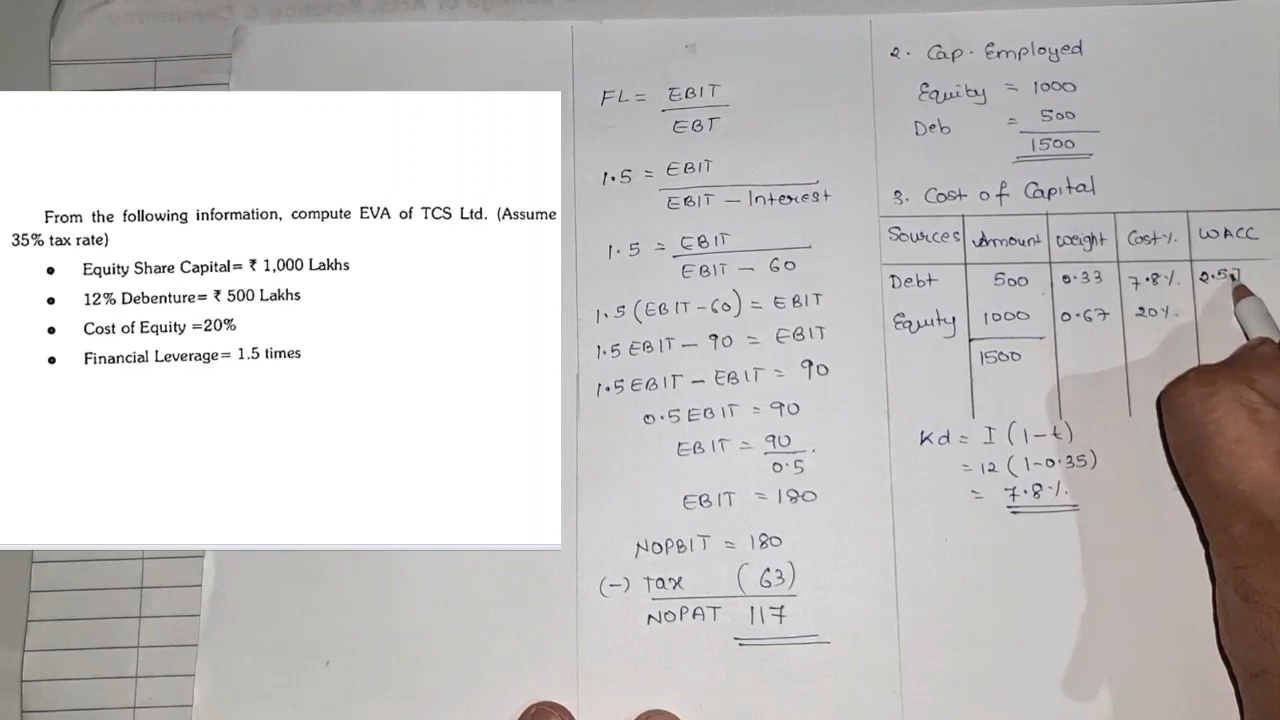 From the following information, compute EVA of TCS Ltd. (Assume
35% tax rate)
• Equity Share Capital= ₹ 1,000 Lakhs
• 12% Debenture= ₹ 500 Lakhs
• Cost of Equity =20%
• Financial Leverage= 1.5 times
FL = EBIT
EBT
1.5 = EBIT
EBIT - Interest
1.5 = EBIT
EBIT - 60
1.5 (EBIT-60) = EBIT
1.5 EBIT - 90 = EBIT
1.5 EBIT - EBIT = 90
0.5 EBIT = 90
EBIT = 90
0.5
EBIT = 180
NOPBIT = 180
(-) Tax (63)
NOPAT 117
2. Cap. Employed
Equity = 1000
Deb = 500
1500
3. Cost of Capital
Sources Amount Weight Cost% WACC
Debt 500 0.33 7.8% 2.57
Equity 1000 0.67 20%
1500
Kd = I (1-t)
= 12 (1-0.35)
= 7.8%